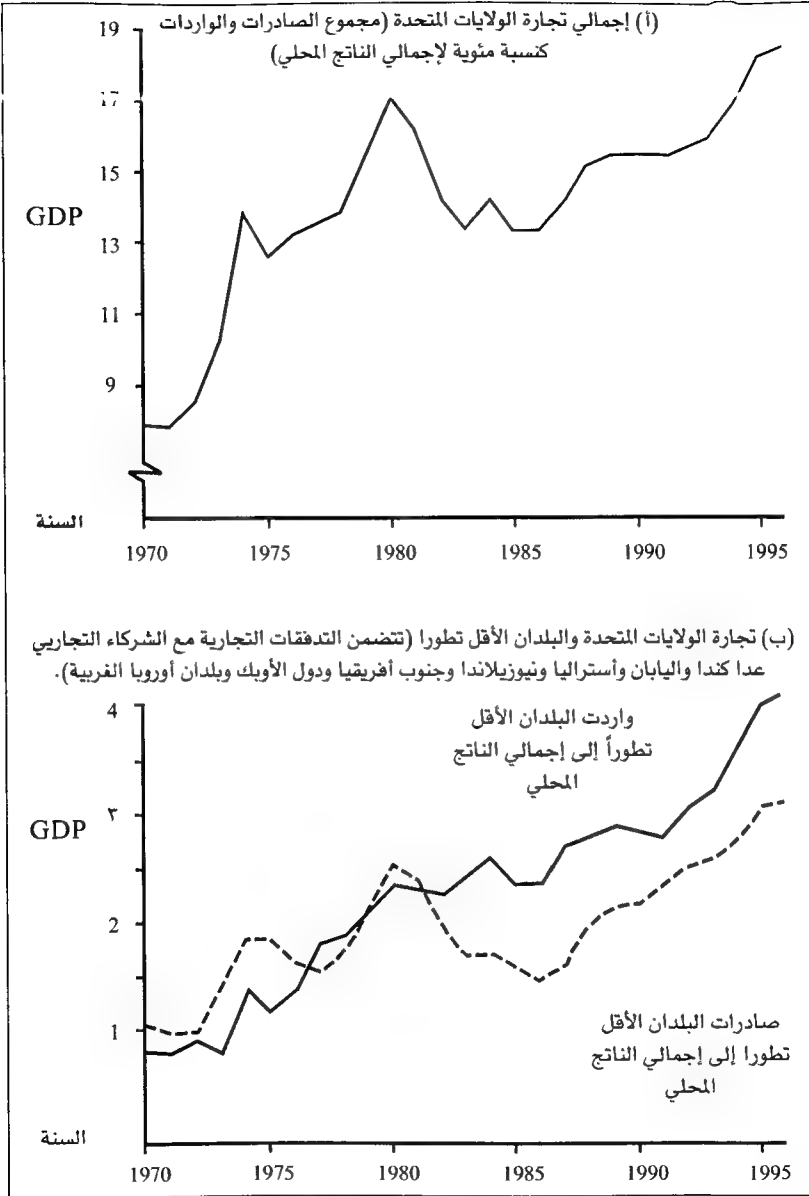 (أ) إجمالي تجارة الولايات المتحدة (مجموع الصادرات والواردات
كنسبة مئوية لإجمالي الناتج المحلي)
19
17
15
GDP
13
11
9
السنة
1970 1975 1980 1985 1990 1995
(ب) تجارة الولايات المتحدة والبلدان الأقل تطورا (تتضمن التدفقات التجارية مع الشركاء التجاريي
عدا كندا واليابان وأستراليا ونيوزيلاندا وجنوب أفريقيا ودول الأوبك وبلدان أوروبا الغربية).
4
واردت البلدان الأقل
تطوراً إلى إجمالي الناتج
المحلي
٣
GDP
2
1
صادرات البلدان الأقل
تطورا إلى إجمالي الناتج
المحلي
السنة
1970 1975 1980 1985 1990 1995